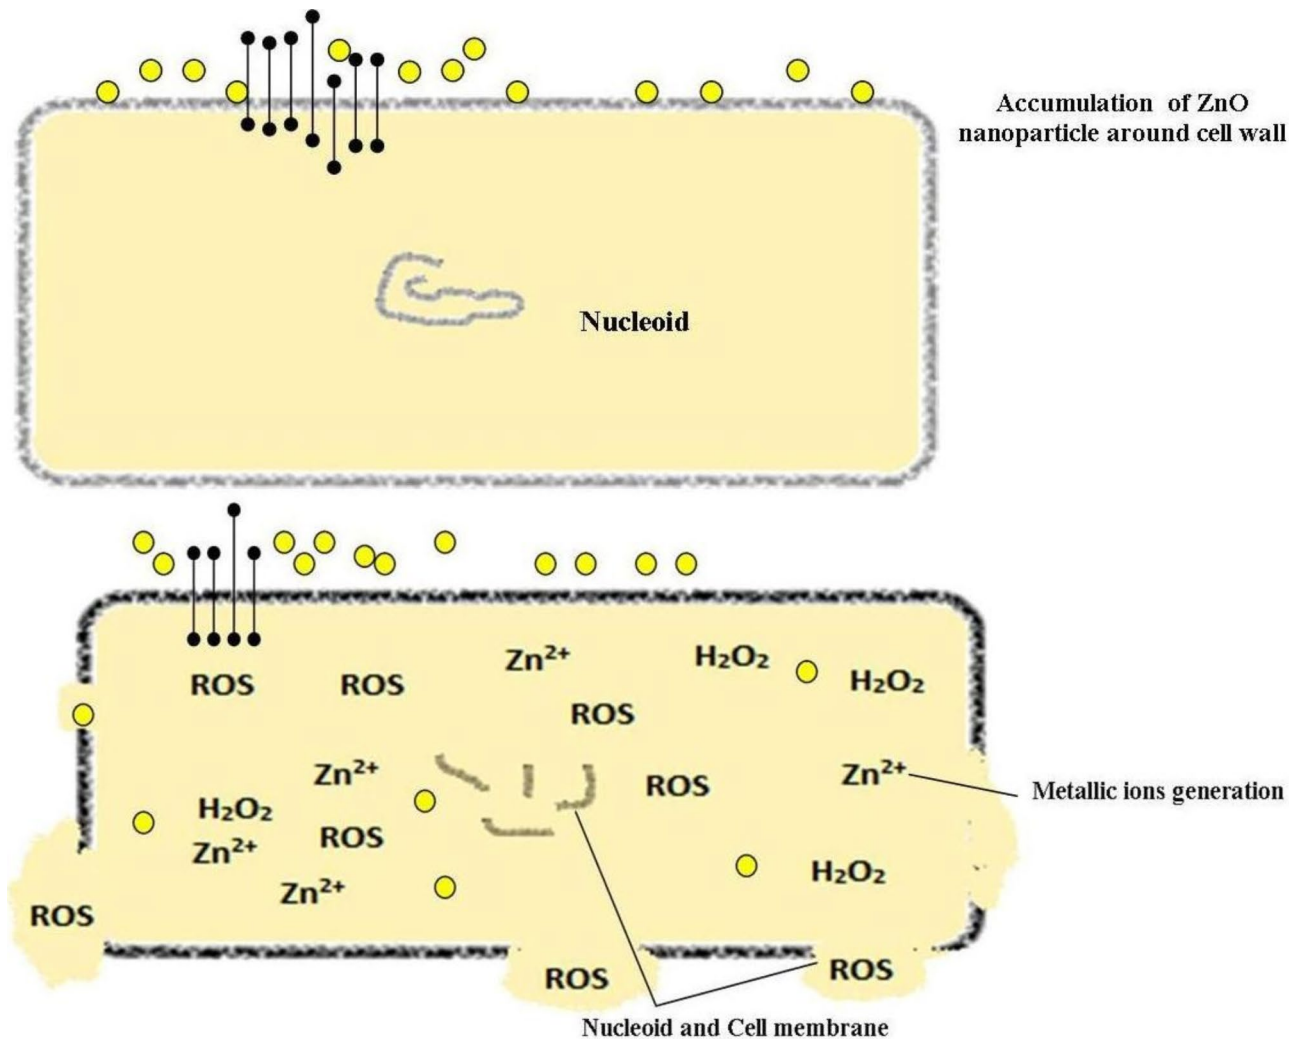 Accumulation of ZnO
nanoparticle around cell wall
Nucleoid
Zn²⁺
H₂O₂
ROS
ROS
H₂O₂
ROS
Zn²⁺
ROS
Zn²⁺
Metallic ions generation
H₂O₂
ROS
Zn²⁺
H₂O₂
Zn²⁺
ROS
ROS
ROS
Nucleoid and Cell membrane